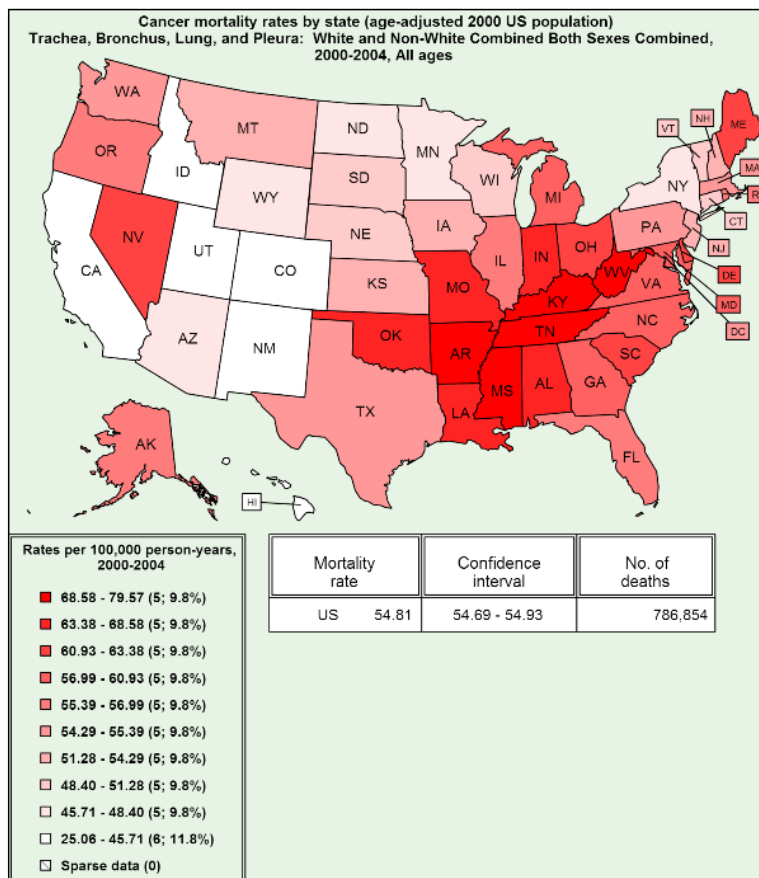 Cancer mortality rates by state (age-adjusted 2000 US population)
Trachea, Bronchus, Lung, and Pleura: White and Non-White Combined Both Sexes Combined,
2000-2004, All ages
WA
MT
ND
MN
VT
NH
ME
OR
ID
WY
SD
WI
MI
NY
MA
R
CT
NV
UT
CO
NE
IA
IL
IN
OH
PA
NJ
CA
KS
MO
KY
WV
VA
DE
MD
DC
AZ
NM
OK
AR
TN
NC
SC
TX
LA
MS
AL
GA
FL
AK
HI
Rates per 100,000 person-years,
2000-2004
68.58 - 79.57 (5; 9.8%)
63.38 - 68.58 (5; 9.8%)
60.93 - 63.38 (5; 9.8%)
56.99 - 60.93 (5; 9.8%)
55.39 - 56.99 (5; 9.8%)
54.29 - 55.39 (5; 9.8%)
51.28 - 54.29 (5; 9.8%)
48.40 - 51.28 (5; 9.8%)
45.71 - 48.40 (5; 9.8%)
25.06 - 45.71 (6; 11.8%)
Sparse data (0)
Mortality rate Confidence interval No. of deaths
US 54.81 54.69 - 54.93 786,854